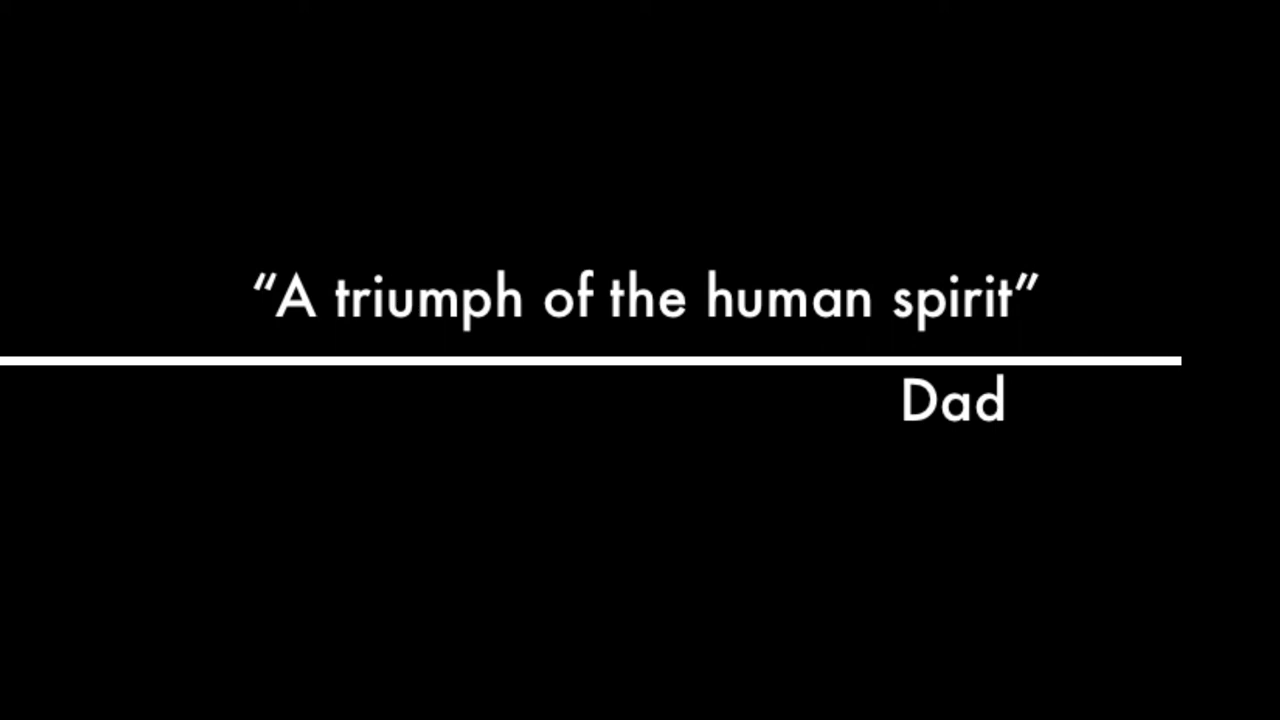 “A triumph of the human spirit”
Dad